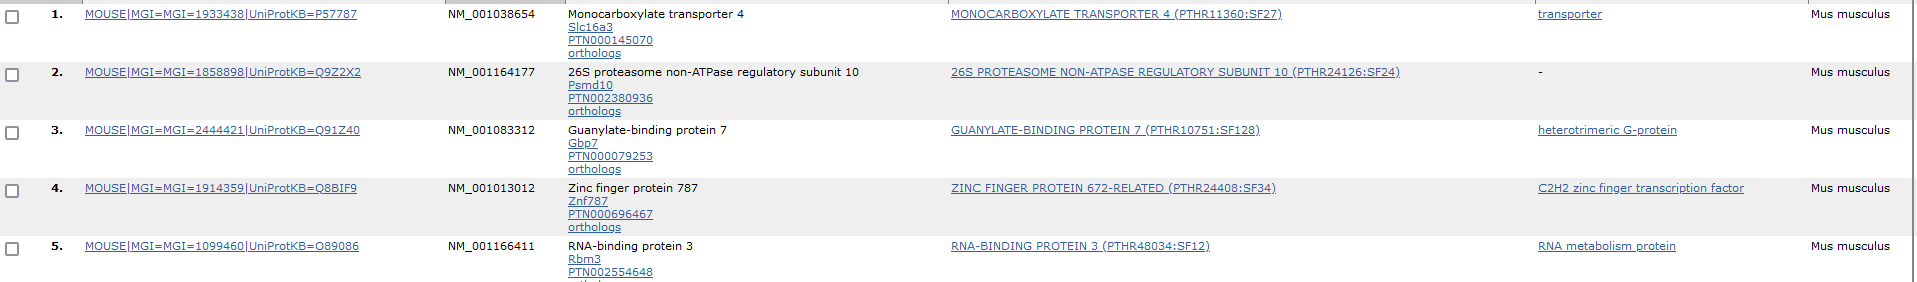 1. MOUSE|MGI=MGI=1933438|UniProtKB=P57787 NM_001038654 Monocarboxylate transporter 4 MONOCARBOXYLATE TRANSPORTER 4 (PTHR11360:SF27) transporter Mus musculus
Slc16a3
PTN000145070
orthologs
2. MOUSE|MGI=MGI=1858898|UniProtKB=Q9Z2X2 NM_001164177 26S proteasome non-ATPase regulatory subunit 10 26S PROTEASOME NON-ATPASE REGULATORY SUBUNIT 10 (PTHR24126:SF24) - Mus musculus
Psmd10
PTN002380936
orthologs
3. MOUSE|MGI=MGI=2444421|UniProtKB=Q91Z40 NM_001083312 Guanylate-binding protein 7 GUANYLATE-BINDING PROTEIN 7 (PTHR10751:SF128) heterotrimeric G-protein Mus musculus
Gbp7
PTN000079253
orthologs
4. MOUSE|MGI=MGI=1914359|UniProtKB=Q8BIF9 NM_001013012 Zinc finger protein 787 ZINC FINGER PROTEIN 672-RELATED (PTHR24408:SF34) C2H2 zinc finger transcription factor Mus musculus
Znf787
PTN000696467
orthologs
5. MOUSE|MGI=MGI=1099460|UniProtKB=O89086 NM_001166411 RNA-binding protein 3 RNA-BINDING PROTEIN 3 (PTHR48034:SF12) RNA metabolism protein Mus musculus
Rbm3
PTN002554648